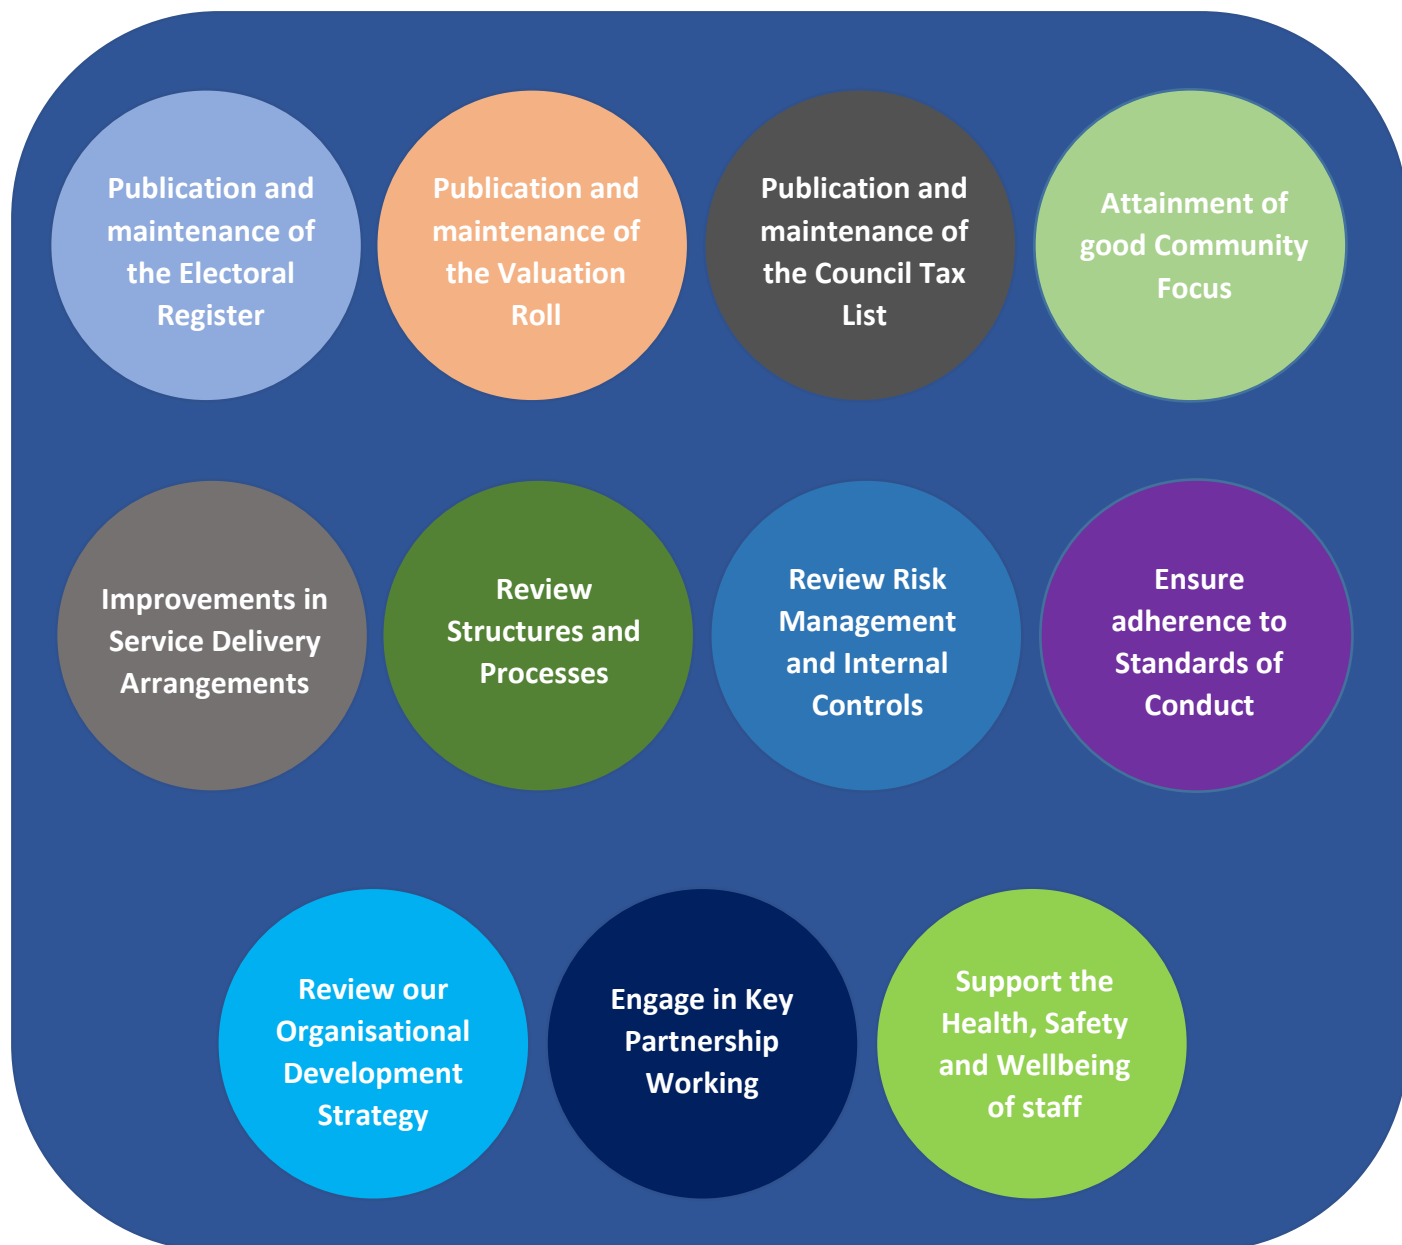 Publication and
maintenance of
the Electoral
Register
Publication and
maintenance of
the Valuation
Roll
Publication and
maintenance of
the Council Tax
List
Attainment of
good Community
Focus
Improvements in
Service Delivery
Arrangements
Review
Structures and
Processes
Review Risk
Management
and Internal
Controls
Ensure
adherence to
Standards of
Conduct
Review our
Organisational
Development
Strategy
Engage in Key
Partnership
Working
Support the
Health, Safety
and Wellbeing
of staff